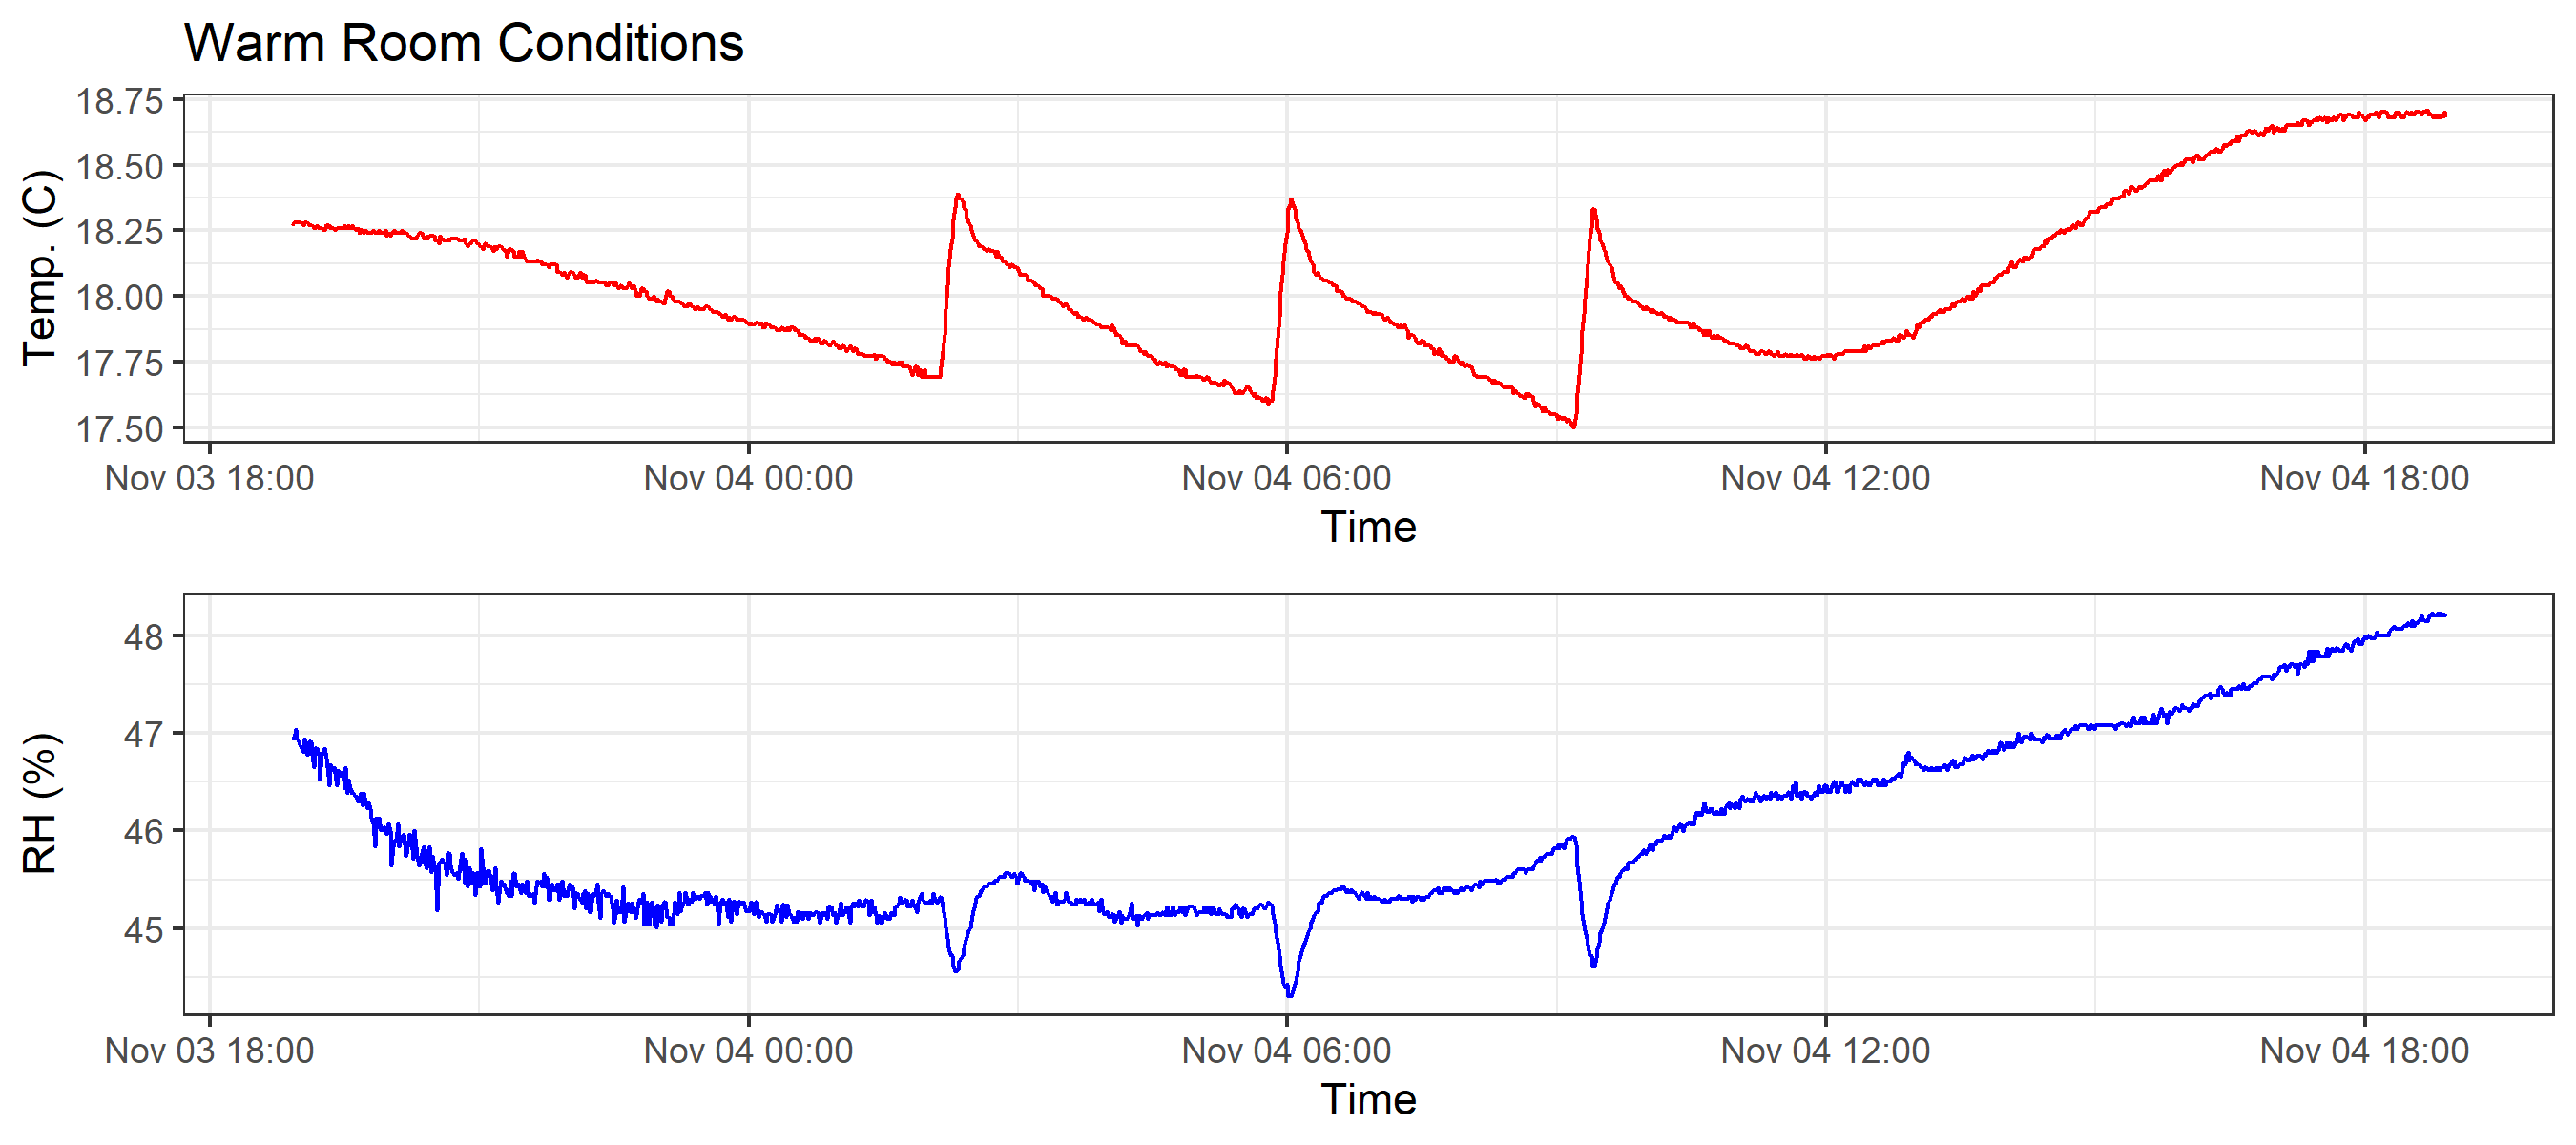 Warm Room Conditions
Temp. (C)
18.75
18.50
18.25
18.00
17.75
17.50
Nov 03 18:00 Nov 04 00:00 Nov 04 06:00 Nov 04 12:00 Nov 04 18:00
Time
RH (%)
48
47
46
45
Nov 03 18:00 Nov 04 00:00 Nov 04 06:00 Nov 04 12:00 Nov 04 18:00
Time